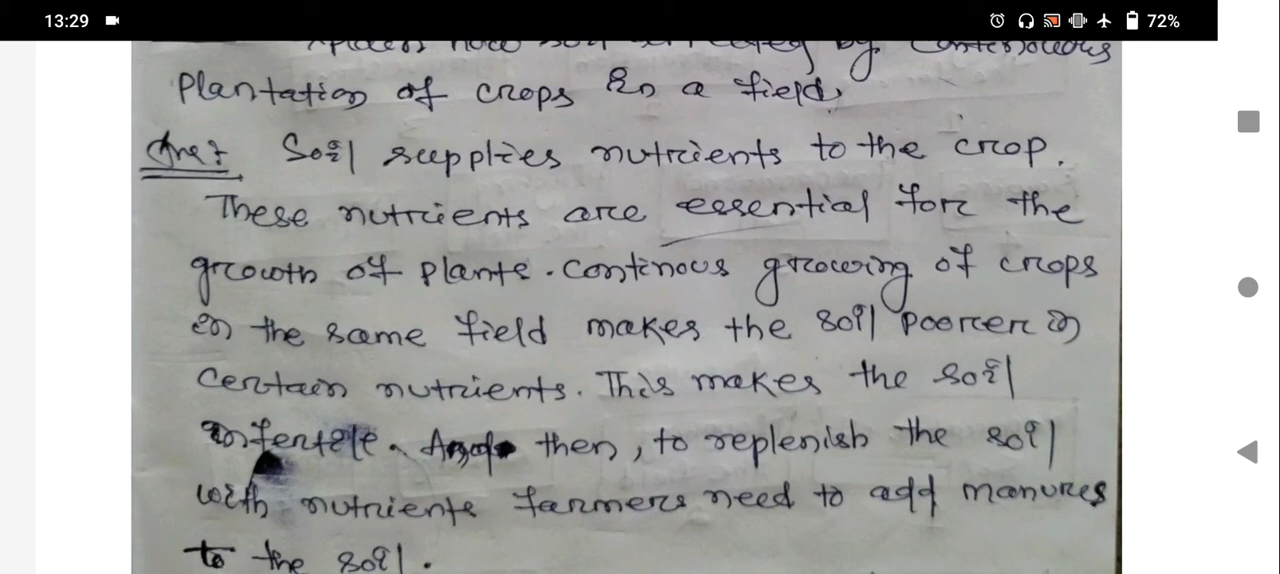 13:29 72%
by continuous
Plantation of crops in a field.
Ans: Soil supplies nutrients to the crop.
These nutrients are essential for the
growth of plants. Continous growing of crops
in the same field makes the soil poorer in
certain nutrients. This makes the soil
infertile. And then, to replenish the soil
with nutrients farmers need to add manures
to the soil.